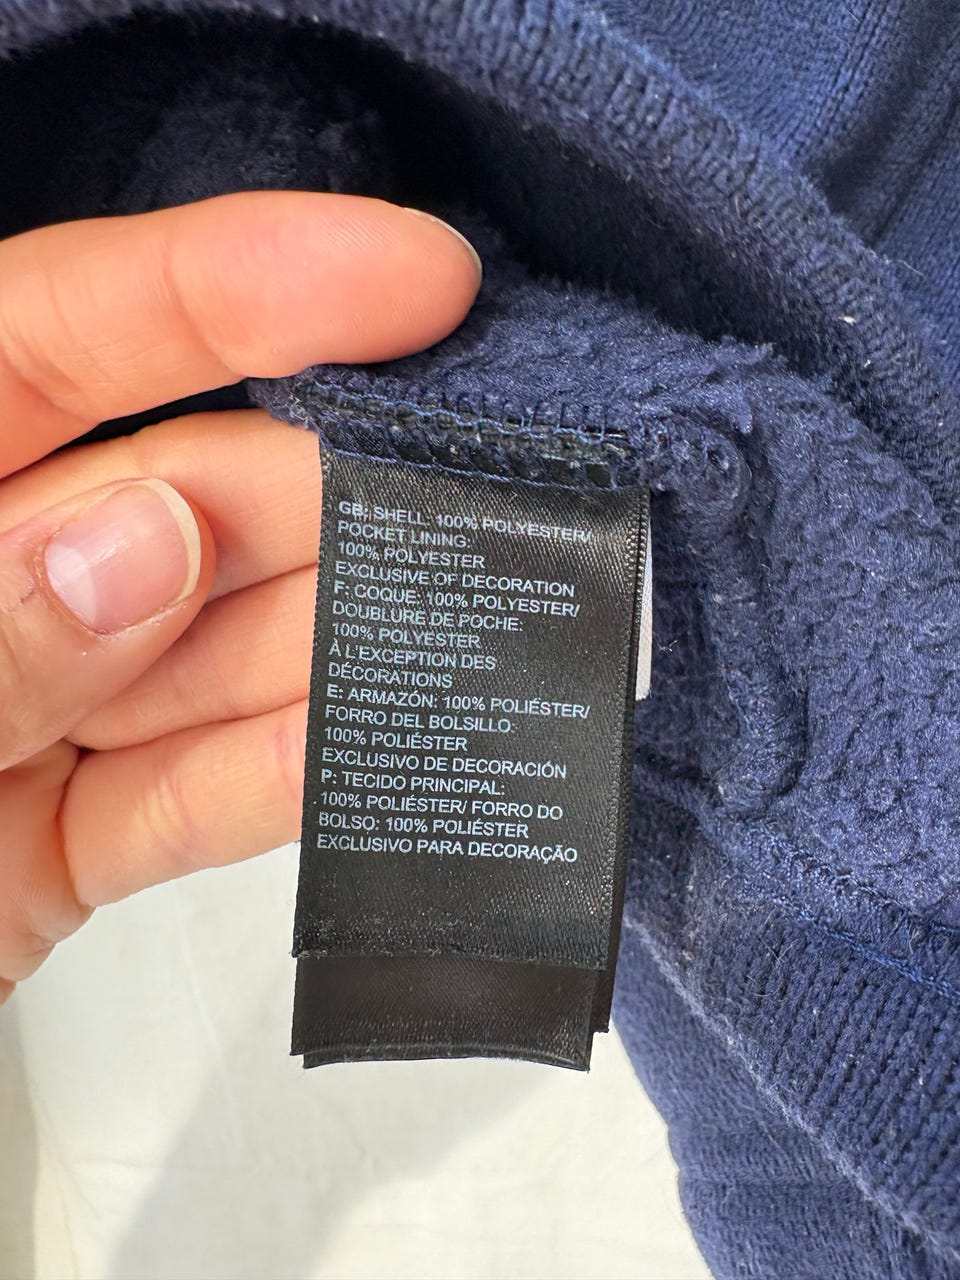 GB: SHELL: 100% POLYESTER/
POCKET LINING:
100% POLYESTER
EXCLUSIVE OF DECORATION
F: COQUE: 100% POLYESTER/
DOUBLURE DE POCHE:
100% POLYESTER
À L'EXCEPTION DES
DÉCORATIONS
E: ARMAZÓN: 100% POLIÉSTER/
FORRO DEL BOLSILLO:
100% POLIÉSTER
EXCLUSIVO DE DECORACIÓN
P: TECIDO PRINCIPAL:
100% POLIÉSTER/ FORRO DO
BOLSO: 100% POLIÉSTER
EXCLUSIVO PARA DECORAÇÃO